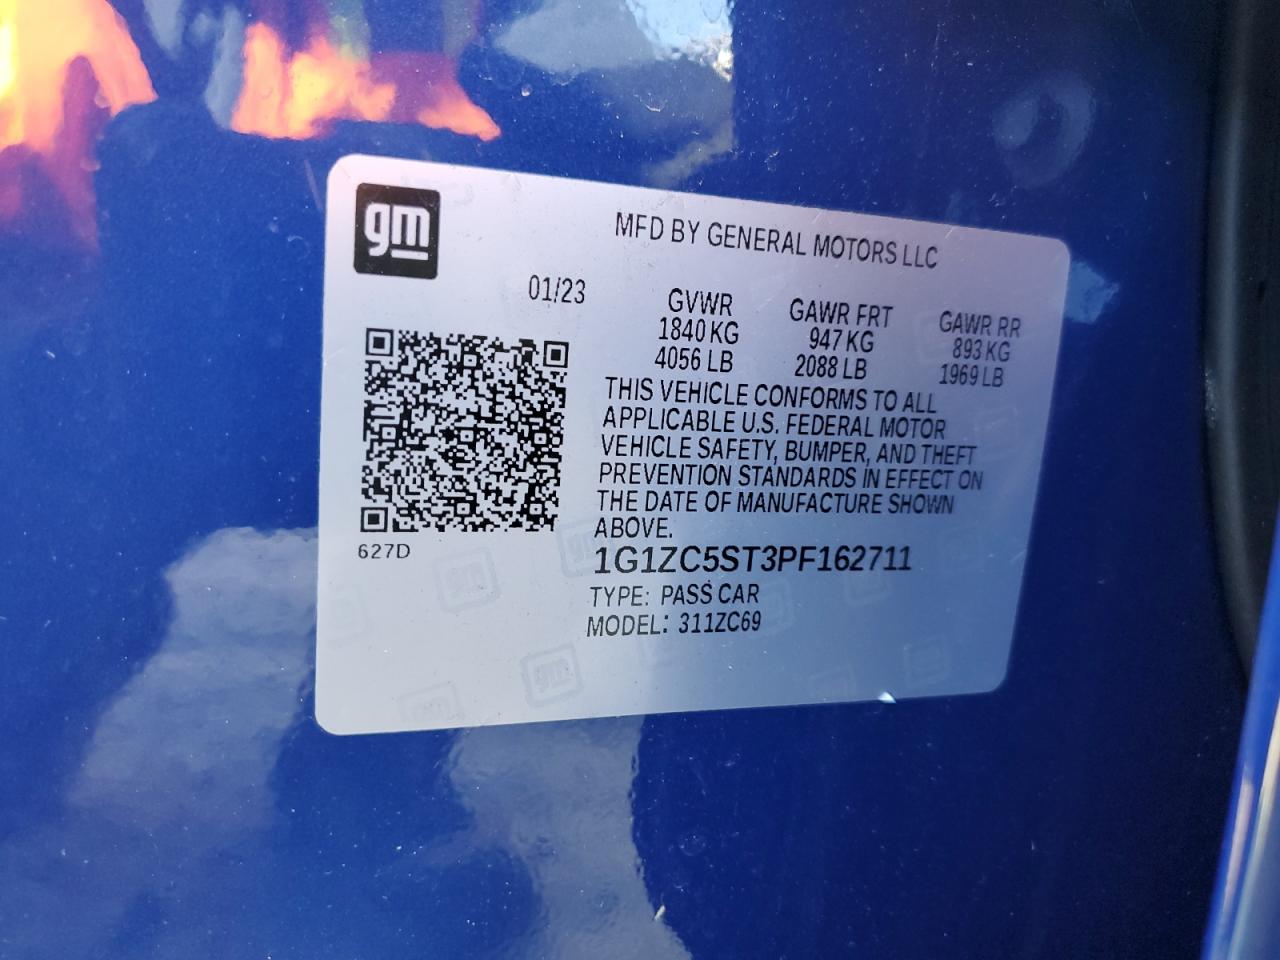 gm
MFD BY GENERAL MOTORS LLC
01/23
GVWR
1840 KG
4056 LB
GAWR FRT
947 KG
2088 LB
GAWR RR
893 KG
1969 LB
THIS VEHICLE CONFORMS TO ALL
APPLICABLE U.S. FEDERAL MOTOR
VEHICLE SAFETY, BUMPER, AND THEFT
PREVENTION STANDARDS IN EFFECT ON
THE DATE OF MANUFACTURE SHOWN
ABOVE.
627D
1G1ZC5ST3PF162711
TYPE: PASS CAR
MODEL: 311ZC69